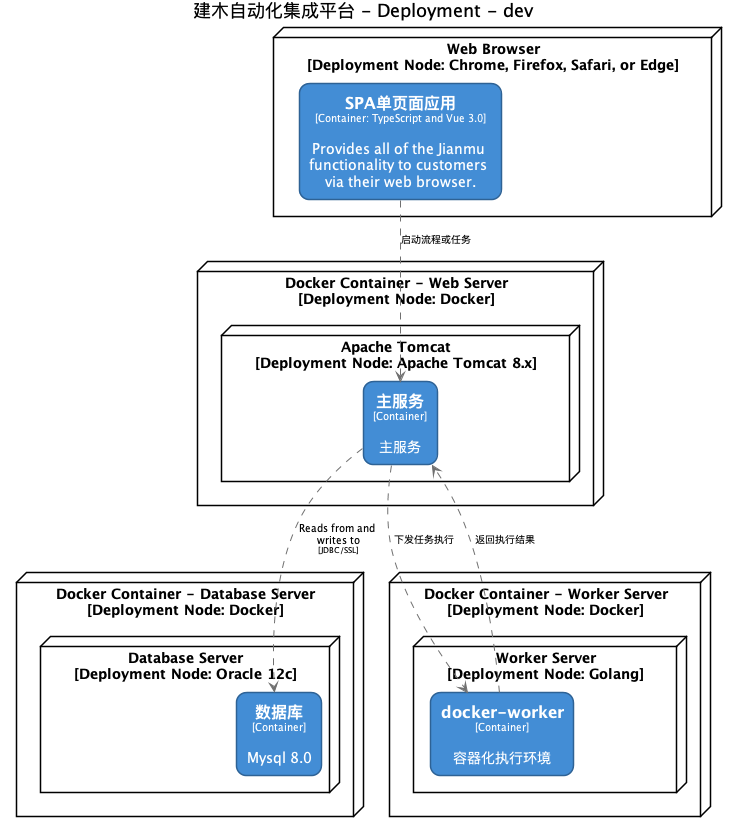 建木自动化集成平台 - Deployment - dev
Web Browser
[Deployment Node: Chrome, Firefox, Safari, or Edge]
SPA单页面应用
[Container: TypeScript and Vue 3.0]
Provides all of the Jianmu
functionality to customers
via their web browser.
启动流程或任务
Docker Container - Web Server
[Deployment Node: Docker]
Apache Tomcat
[Deployment Node: Apache Tomcat 8.x]
主服务
[Container]
主服务
Reads from and
writes to
[JDBC/SSL]
下发任务执行
返回执行结果
Docker Container - Database Server
[Deployment Node: Docker]
Database Server
[Deployment Node: Oracle 12c]
数据库
[Container]
Mysql 8.0
Docker Container - Worker Server
[Deployment Node: Docker]
Worker Server
[Deployment Node: Golang]
docker-worker
[Container]
容器化执行环境